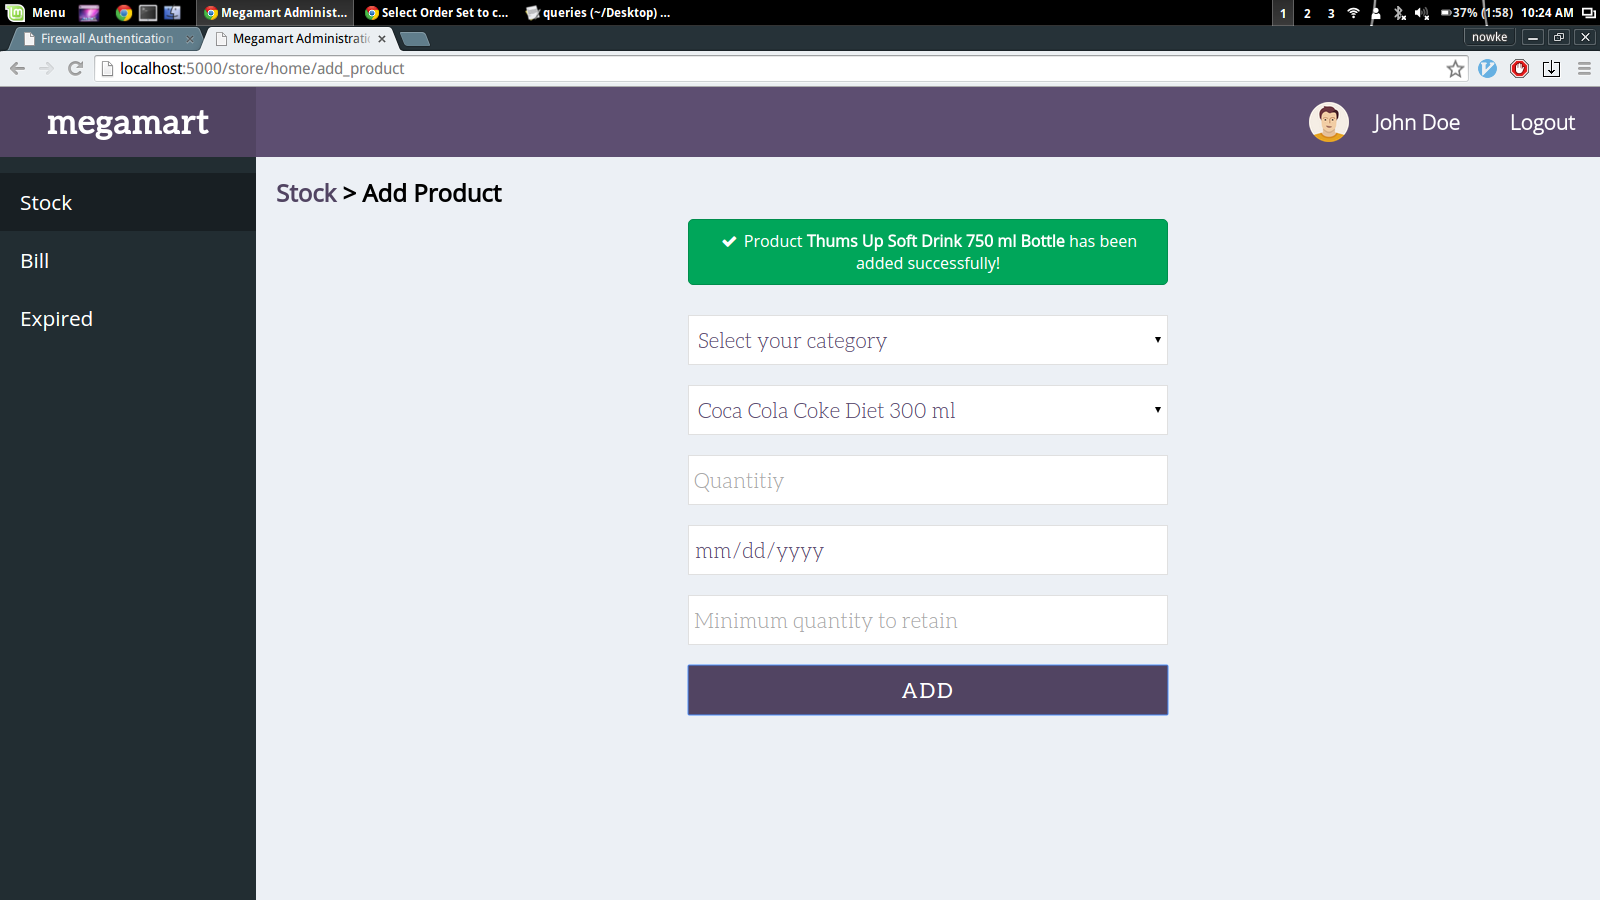 Menu
Megamart Administ...
Select Order Set to c...
queries (~/Desktop) ...
1 2 3
37% (1:58) 10:24 AM
Firewall Authentication
Megamart Administrati
nowke
localhost:5000/store/home/add_product
megamart
John Doe
Logout
Stock
Bill
Expired
Stock > Add Product
Product Thums Up Soft Drink 750 ml Bottle has been
added successfully!
Select your category
Coca Cola Coke Diet 300 ml
Quantitiy
mm/dd/yyyy
Minimum quantity to retain
ADD